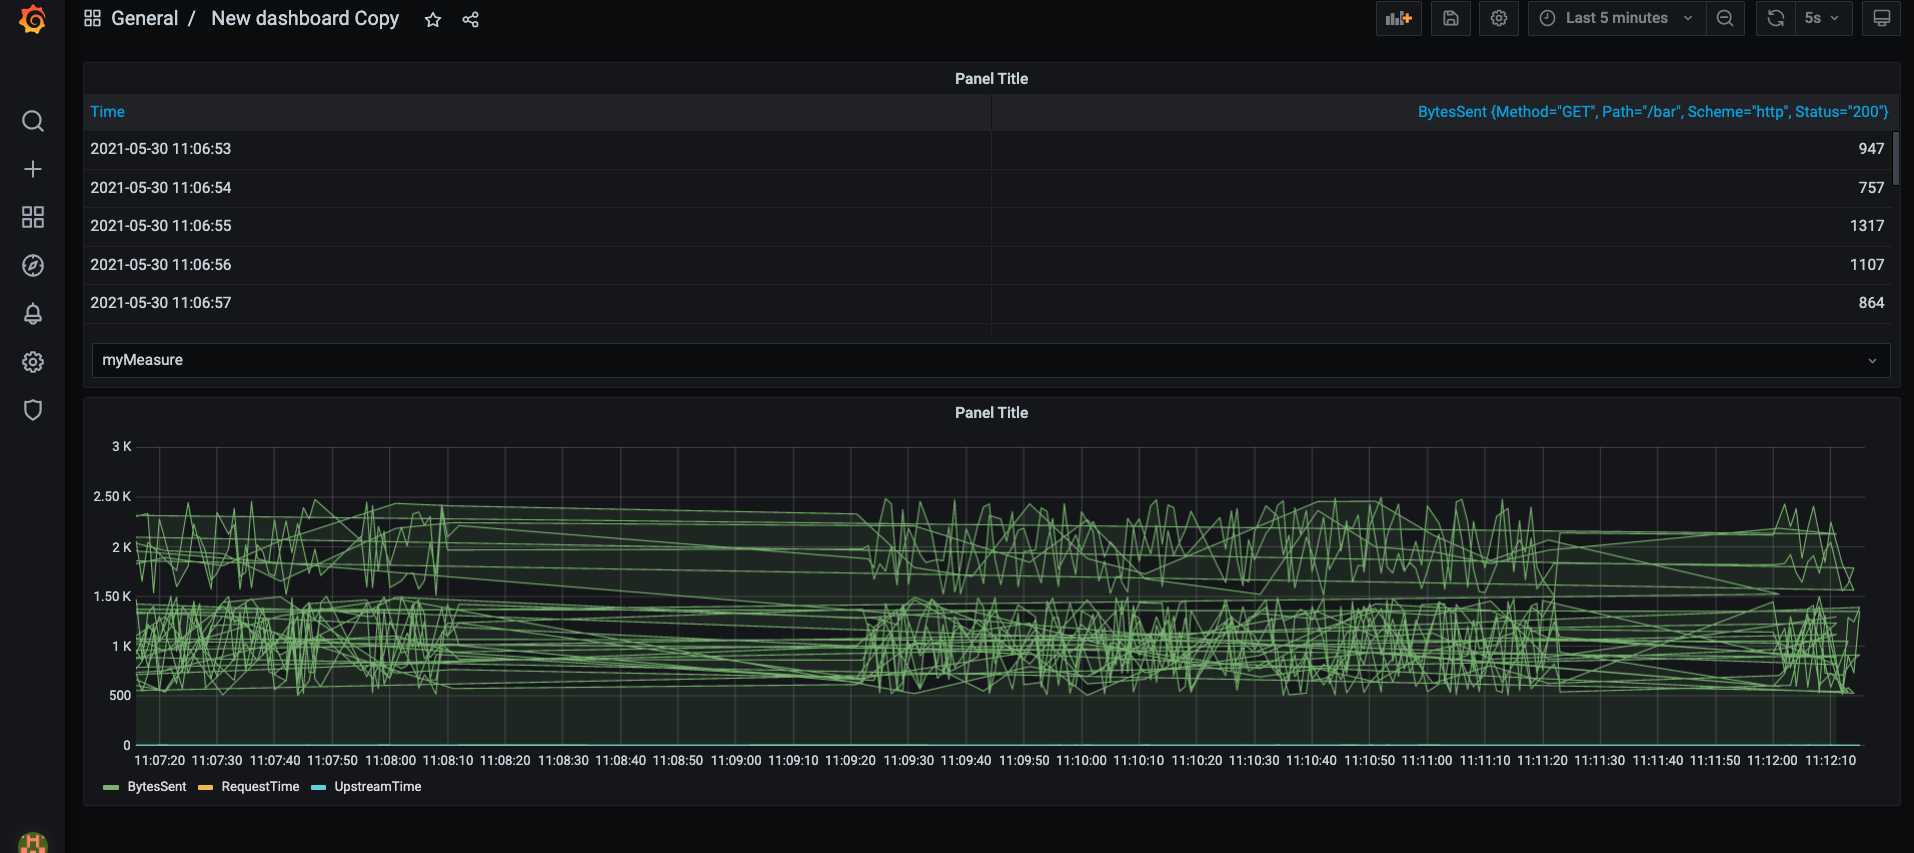 General / New dashboard Copy
Last 5 minutes
5s
Panel Title
Time BytesSent {Method="GET", Path="/bar", Scheme="http", Status="200"}
2021-05-30 11:06:53 947
2021-05-30 11:06:54 757
2021-05-30 11:06:55 1317
2021-05-30 11:06:56 1107
2021-05-30 11:06:57 864
myMeasure
Panel Title
3 K
2.50 K
2 K
1.50 K
1 K
500
0
11:07:20 11:07:30 11:07:40 11:07:50 11:08:00 11:08:10 11:08:20 11:08:30 11:08:40 11:08:50 11:09:00 11:09:10 11:09:20 11:09:30 11:09:40 11:09:50 11:10:00 11:10:10 11:10:20 11:10:30 11:10:40 11:10:50 11:11:00 11:11:10 11:11:20 11:11:30 11:11:40 11:11:50 11:12:00 11:12:10
BytesSent RequestTime UpstreamTime